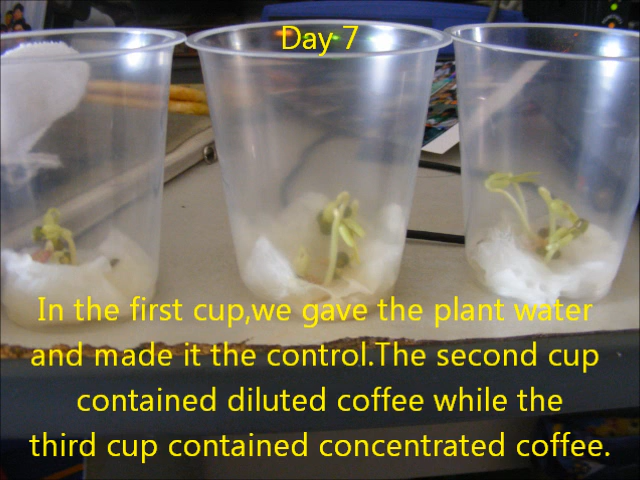 Day 7
In the first cup,we gave the plant water
and made it the control.The second cup
contained diluted coffee while the
third cup contained concentrated coffee.